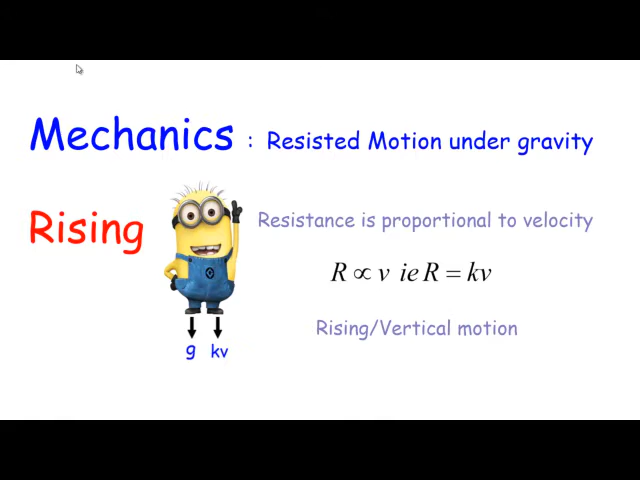 Mechanics : Resisted Motion under gravity
Rising
Resistance is proportional to velocity
R ∝ v ie R = kv
Rising/Vertical motion
g kv